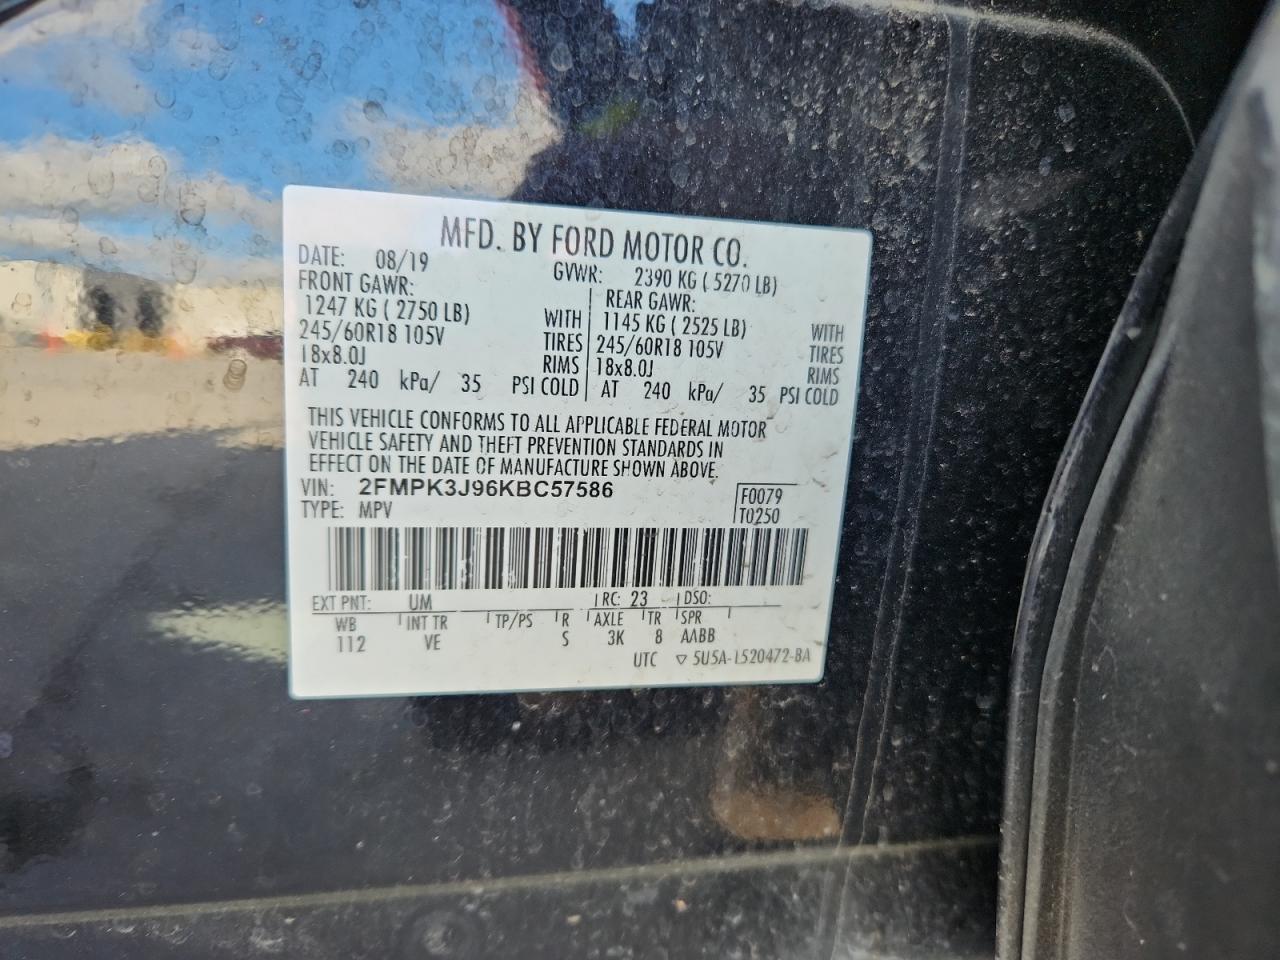 MFD. BY FORD MOTOR CO.
DATE: 08/19 GVWR: 2390 KG ( 5270 LB)
FRONT GAWR: REAR GAWR:
1247 KG ( 2750 LB) WITH 1145 KG ( 2525 LB) WITH
245/60R18 105V TIRES 245/60R18 105V TIRES
18x8.0J RIMS 18x8.0J RIMS
AT 240 kPa/ 35 PSI COLD AT 240 kPa/ 35 PSI COLD
THIS VEHICLE CONFORMS TO ALL APPLICABLE FEDERAL MOTOR
VEHICLE SAFETY AND THEFT PREVENTION STANDARDS IN
EFFECT ON THE DATE OF MANUFACTURE SHOWN ABOVE.
VIN: 2FMPK3J96KBC57586 F0079
TYPE: MPV T0250
EXT PNT: UM RC: 23 DSO:
WB INT TR TP/PS R AXLE TR SPR
112 VE S 3K 8 AABB
UTC ▽ 5U5A-1520472-BA